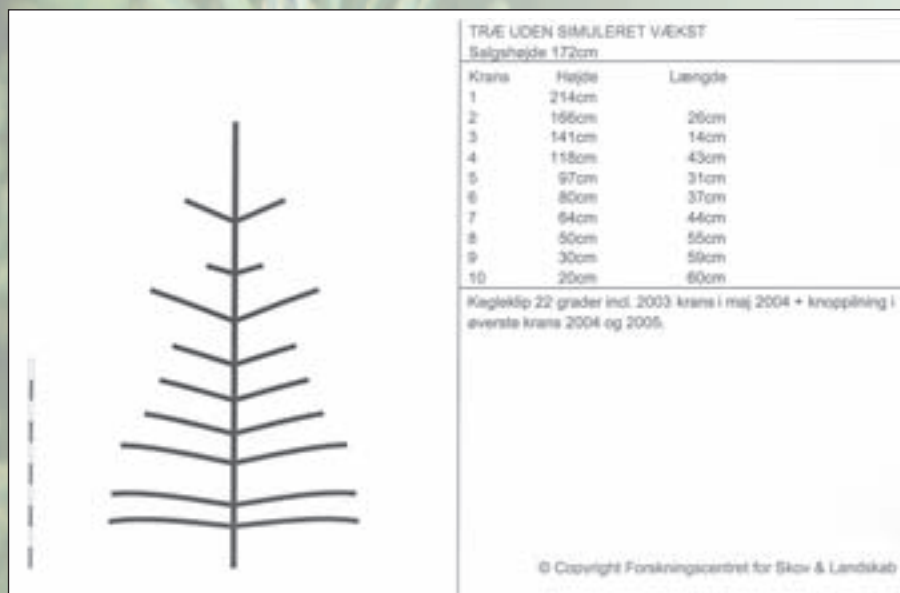 TRÆ UDEN SIMULERET VÆKST
Salgshøjde 172cm
Krans Højde Længde
1 214cm
2 166cm 26cm
3 141cm 14cm
4 118cm 43cm
5 97cm 31cm
6 80cm 37cm
7 64cm 44cm
8 50cm 55cm
9 30cm 59cm
10 20cm 60cm
Kegleklip 22 grader incl. 2003 krans i maj 2004 + knoppilning i
øverste krans 2004 og 2005.
© Copyright Forskningscentret for Skov & Landskab